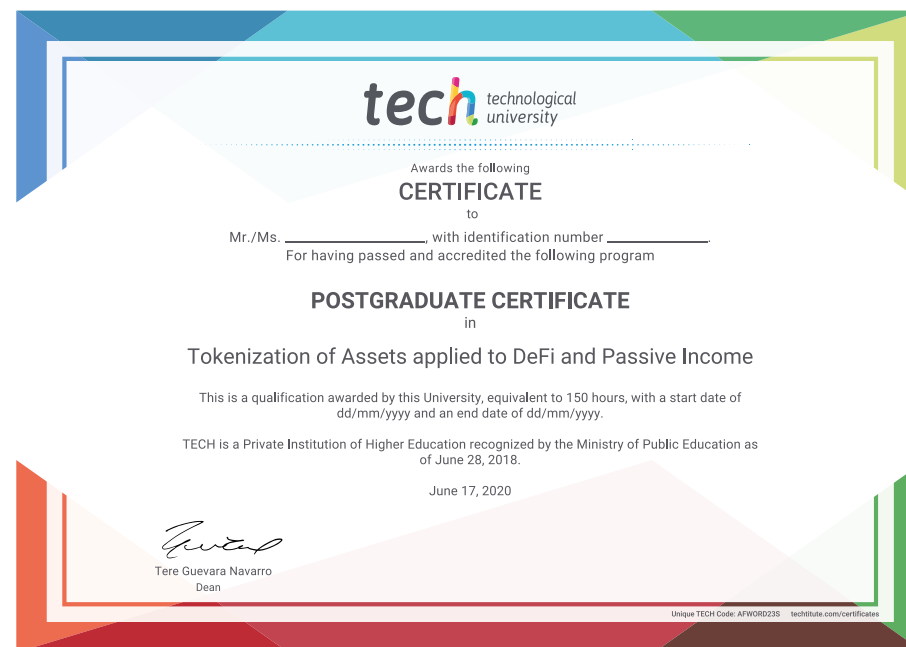 tech technological
university
Awards the following
CERTIFICATE
to
Mr./Ms. ____________________, with identification number ______________.
For having passed and accredited the following program
POSTGRADUATE CERTIFICATE
in
Tokenization of Assets applied to DeFi and Passive Income
This is a qualification awarded by this University, equivalent to 150 hours, with a start date of
dd/mm/yyyy and an end date of dd/mm/yyyy.
TECH is a Private Institution of Higher Education recognized by the Ministry of Public Education as
of June 28, 2018.
June 17, 2020
Tere Guevara Navarro
Dean
Unique TECH Code: AFWORD23S techtitute.com/certificates